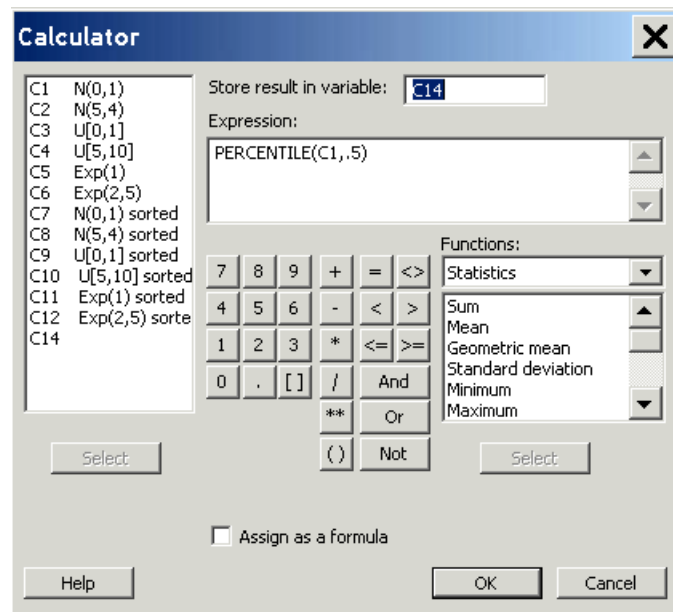 Calculator
C1 N(0,1)
C2 N(5,4)
C3 U[0,1]
C4 U[5,10]
C5 Exp(1)
C6 Exp(2,5)
C7 N(0,1) sorted
C8 N(5,4) sorted
C9 U[0,1] sorted
C10 U[5,10] sorted
C11 Exp(1) sorted
C12 Exp(2,5) sorte
C14
Select
Store result in variable: C14
Expression:
PERCENTILE(C1,.5)
7 8 9 + = <>
4 5 6 - < >
1 2 3 * <= >=
0 . [ ] / And
** Or
( ) Not
Functions:
Statistics
Sum
Mean
Geometric mean
Standard deviation
Minimum
Maximum
Select
Assign as a formula
Help
OK
Cancel